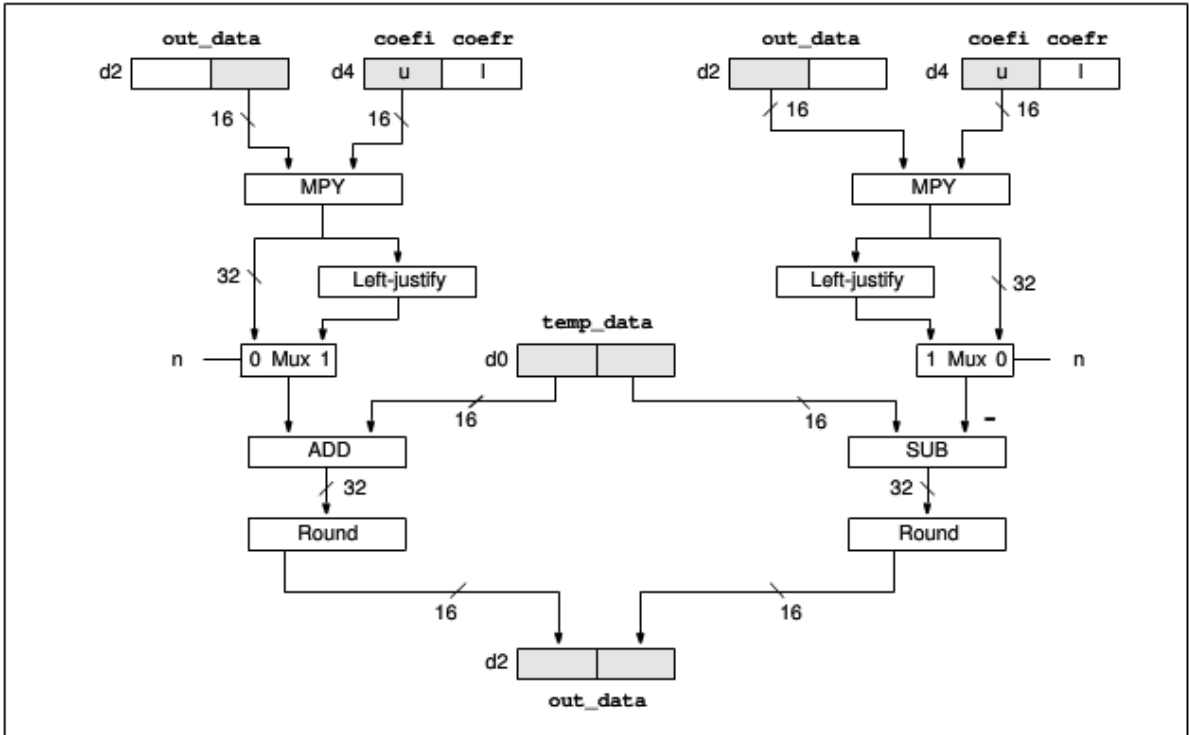 out_data coefi coefr out_data coefi coefr
d2 d4 u l d2 d4 u l
16 16 16 16
MPY MPY
32 Left-justify Left-justify 32
temp_data
n 0 Mux 1 d0 1 Mux 0 n
16 16 -
ADD SUB
32 32
Round Round
16 16
d2
out_data